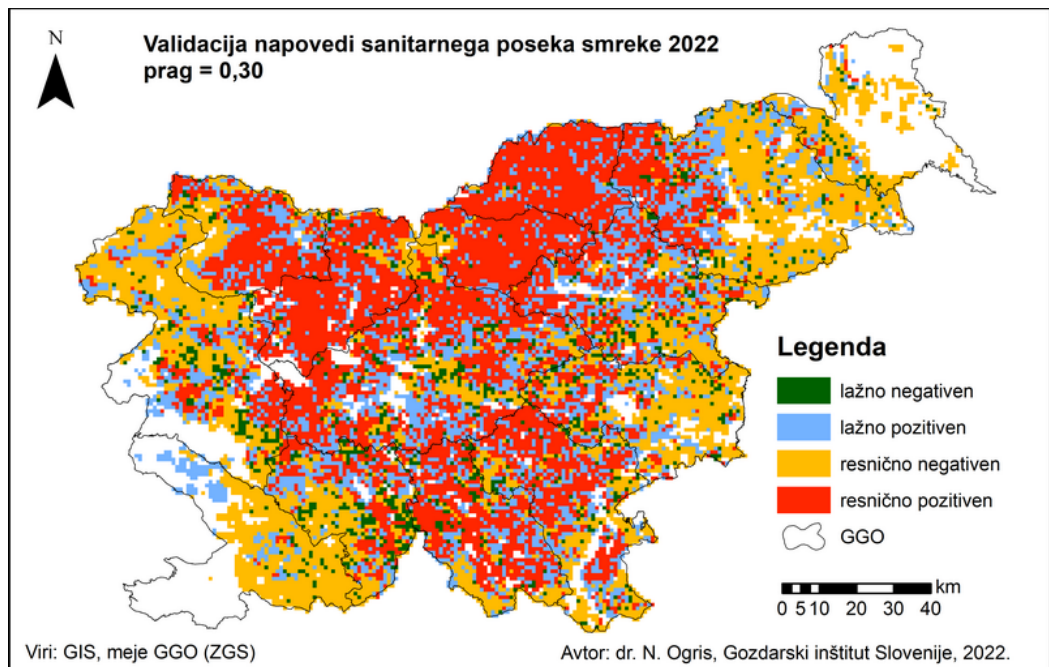 N
Validacija napovedi sanitarnega poseka smreke 2022
prag = 0,30
Legenda
lažno negativen
lažno pozitiven
resnično negativen
resnično pozitiven
GGO
km
0 5 10 20 30 40
Viri: GIS, meje GGO (ZGS)
Avtor: dr. N. Ogris, Gozdarski inštitut Slovenije, 2022.